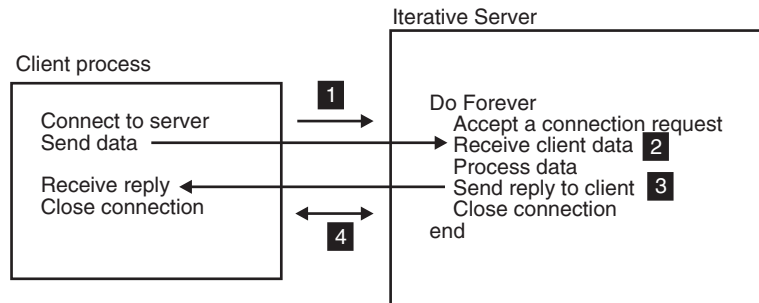 Iterative Server
Client process
1
Connect to server
Send data
Receive reply
Close connection
4
Do Forever
Accept a connection request
Receive client data 2
Process data
Send reply to client 3
Close connection
end